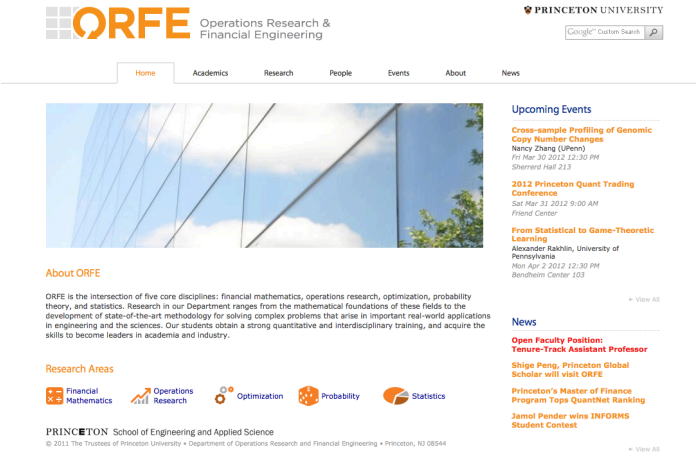 ORFE
Operations Research &
Financial Engineering
PRINCETON UNIVERSITY
Google™ Custom Search
Home
Academics
Research
People
Events
About
News
Upcoming Events
Cross-sample Profiling of Genomic
Copy Number Changes
Nancy Zhang (UPenn)
Fri Mar 30 2012 12:30 PM
Sherrerd Hall 213
2012 Princeton Quant Trading
Conference
Sat Mar 31 2012 9:00 AM
Friend Center
From Statistical to Game-Theoretic
Learning
Alexander Rakhlin, University of
Pennsylvania
Mon Apr 2 2012 12:30 PM
Bendheim Center 103
View All
About ORFE
ORFE is the intersection of five core disciplines: financial mathematics, operations research, optimization, probability
theory, and statistics. Research in our Department ranges from the mathematical foundations of these fields to the
development of state-of-the-art methodology for solving complex problems that arise in important real-world applications
in engineering and the sciences. Our students obtain a strong quantitative and interdisciplinary training, and acquire the
skills to become leaders in academia and industry.
News
Open Faculty Position:
Tenure-Track Assistant Professor
Shige Peng, Princeton Global
Scholar will visit ORFE
Princeton's Master of Finance
Program Tops QuantNet Ranking
Jamol Pender wins INFORMS
Student Contest
View All
Research Areas
Financial
Mathematics
Operations
Research
Optimization
Probability
Statistics
PRINCETON School of Engineering and Applied Science
© 2011 The Trustees of Princeton University • Department of Operations Research and Financial Engineering • Princeton, NJ 08544